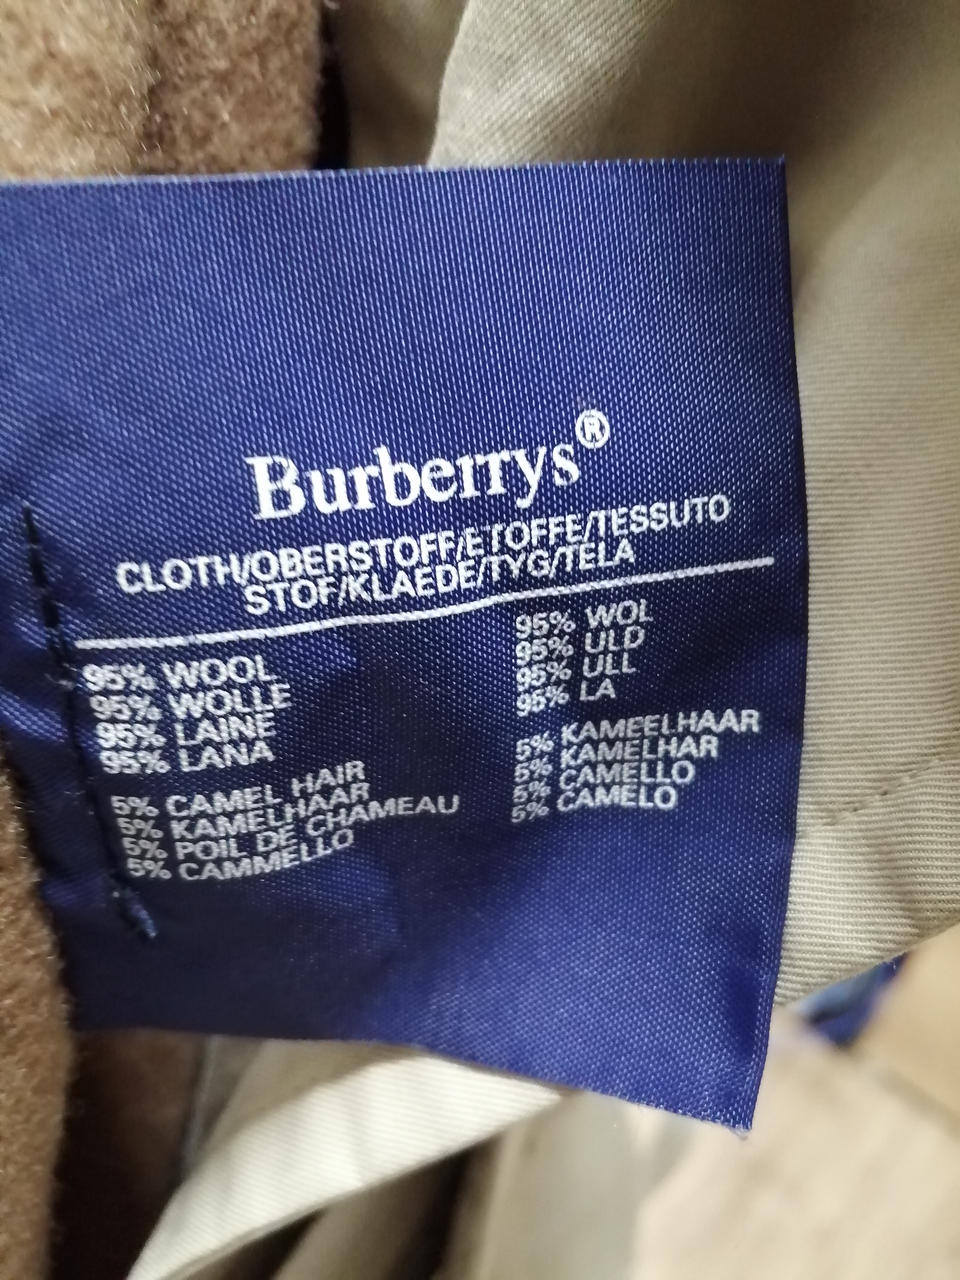 Burberrys®
CLOTH/OBERSTOFF/ETOFFE/TESSUTO
STOF/KLAEDE/TYG/TELA
95% WOOL
95% WOLLE
95% LAINE
95% LANA
5% CAMEL HAIR
5% KAMELHAAR
5% POIL DE CHAMEAU
5% CAMMELLO
95% WOL
95% ULD
95% ULL
95% LA
5% KAMEELHAAR
5% KAMELHAR
5% CAMELLO
5% CAMELO